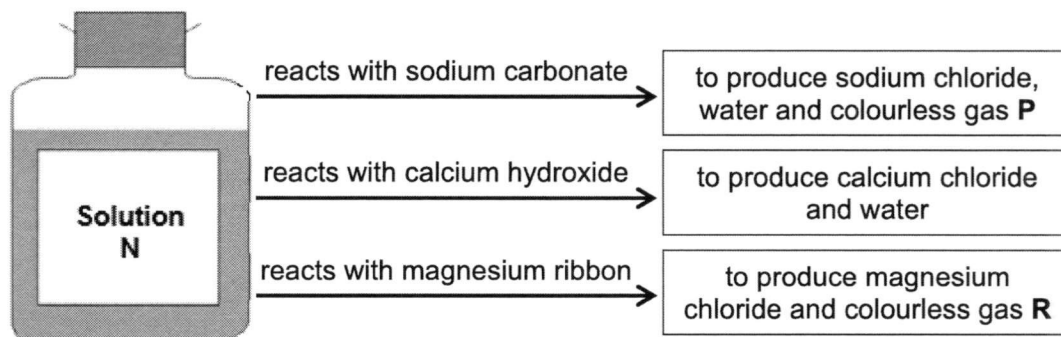 Solution
N
reacts with sodium carbonate
to produce sodium chloride,
water and colourless gas P
reacts with calcium hydroxide
to produce calcium chloride
and water
reacts with magnesium ribbon
to produce magnesium
chloride and colourless gas R